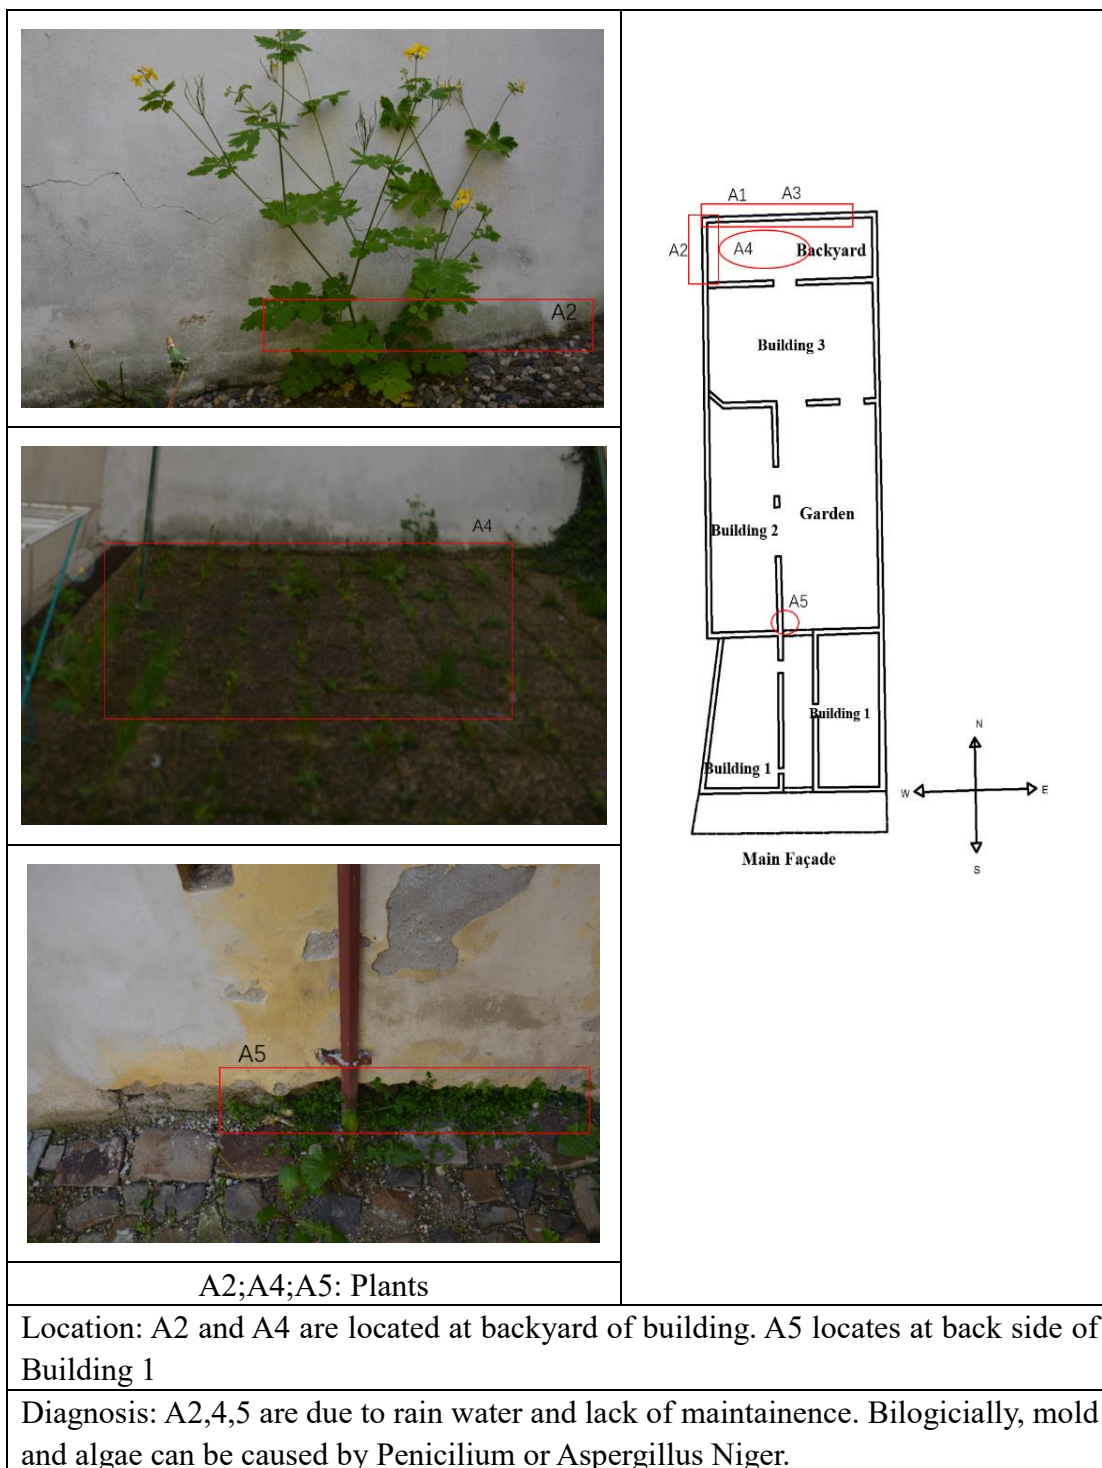 A2
A4
A5
A2;A4;A5: Plants
A1 A3
A2
A4
Backyard
Building 3
Garden
Building 2
A5
Building 1
Building 1
N
W
E
S
Main Façade
Location: A2 and A4 are located at backyard of building. A5 locates at back side of
Building 1
Diagnosis: A2,4,5 are due to rain water and lack of maintainence. Bilogicially, mold
and algae can be caused by Penicilium or Aspergillus Niger.